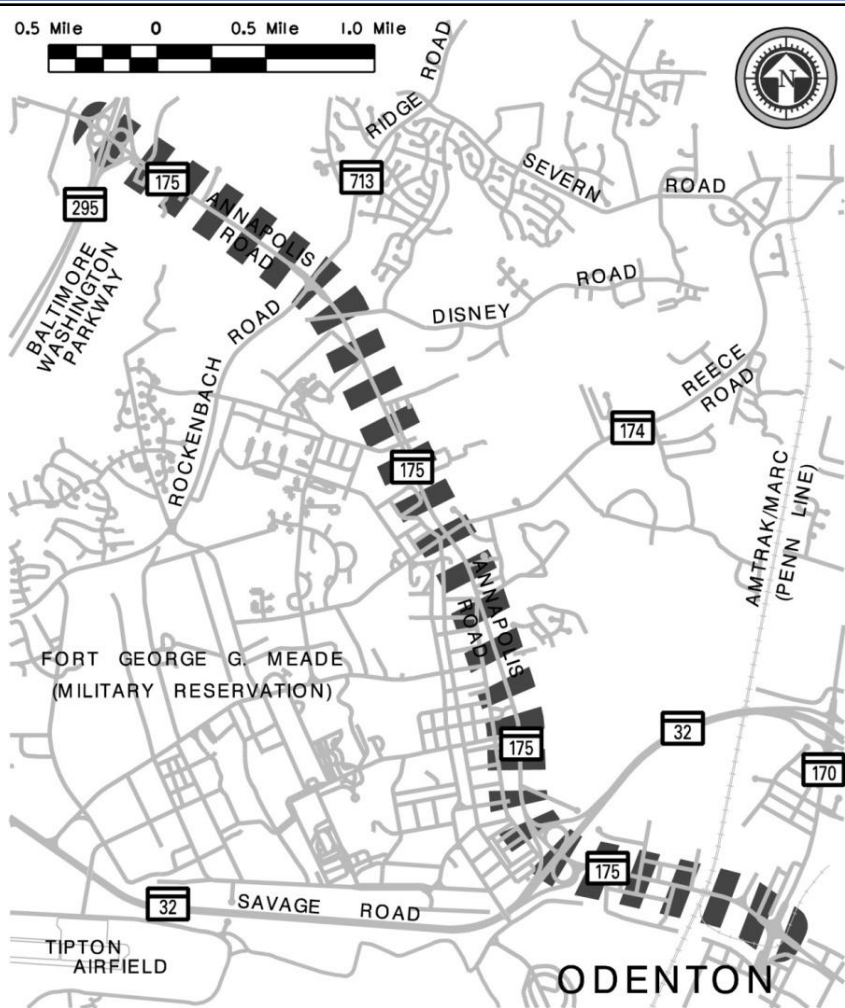 0.5 Mile 0 0.5 Mile 1.0 Mile
N
RIDGE ROAD
SEVERN ROAD
175
713
295
ANNAPOLIS
ROAD
BALTIMORE
WASHINGTON
PARKWAY
ROCKENBACH ROAD
DISNEY ROAD
REECE
ROAD
174
175
AMTRAK/MARC
(PENN LINE)
ANNAPOLIS
ROAD
FORT GEORGE G. MEADE
(MILITARY RESERVATION)
32
175
170
175
32
SAVAGE ROAD
TIPTON
AIRFIELD
ODENTON